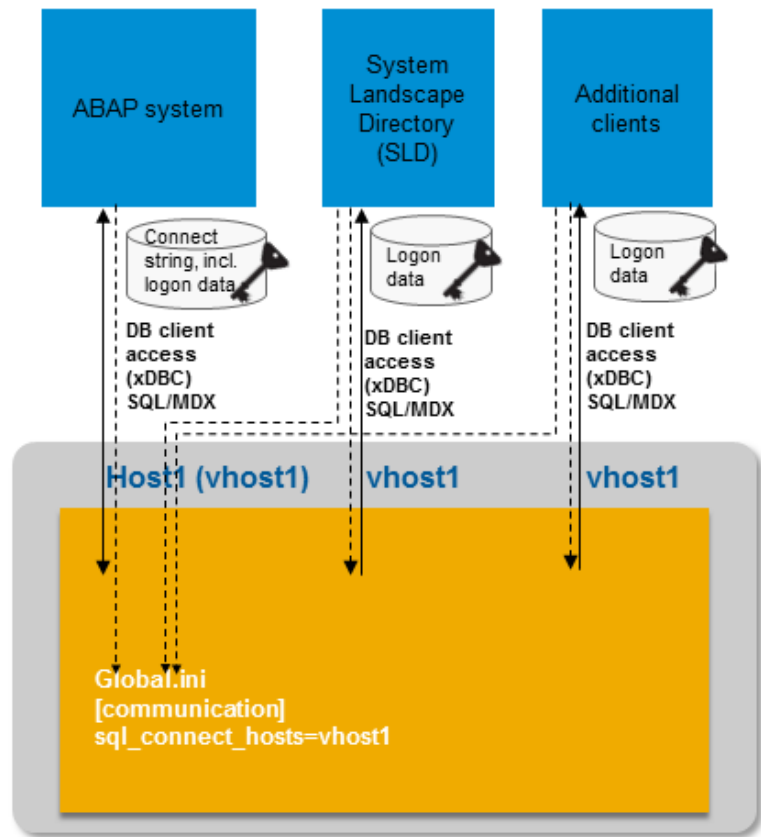 ABAP system
System
Landscape
Directory
(SLD)
Additional
clients
Connect
string, incl.
logon data
Logon
data
Logon
data
DB client
access
(xDBC)
SQL/MDX
DB client
access
(xDBC)
SQL/MDX
DB client
access
(xDBC)
SQL/MDX
Host1 (vhost1)
vhost1
vhost1
Global.ini
[communication]
sql_connect_hosts=vhost1